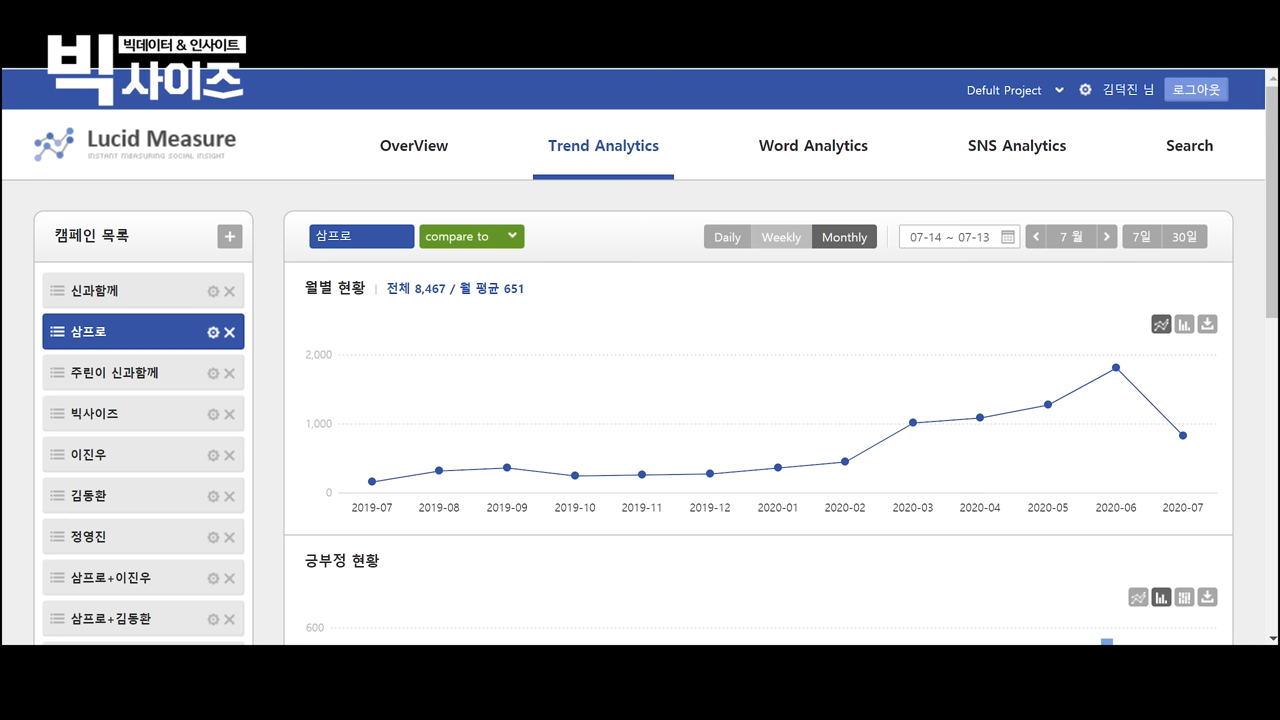 빅데이터 & 인사이트
빅사이즈
Defult Project
김덕진 님
로그아웃
Lucid Measure
INSTANT MEASURING SOCIAL INSIGHT
OverView
Trend Analytics
Word Analytics
SNS Analytics
Search
캠페인 목록
신과함께
삼프로
주린이 신과함께
빅사이즈
이진우
김동환
정영진
삼프로+이진우
삼프로+김동환
삼프로
compare to
Daily
Weekly
Monthly
07-14 ~ 07-13
7 월
7일
30일
월별 현황 | 전체 8,467 / 월 평균 651
2,000
1,000
0
2019-07 2019-08 2019-09 2019-10 2019-11 2019-12 2020-01 2020-02 2020-03 2020-04 2020-05 2020-06 2020-07
긍부정 현황
600